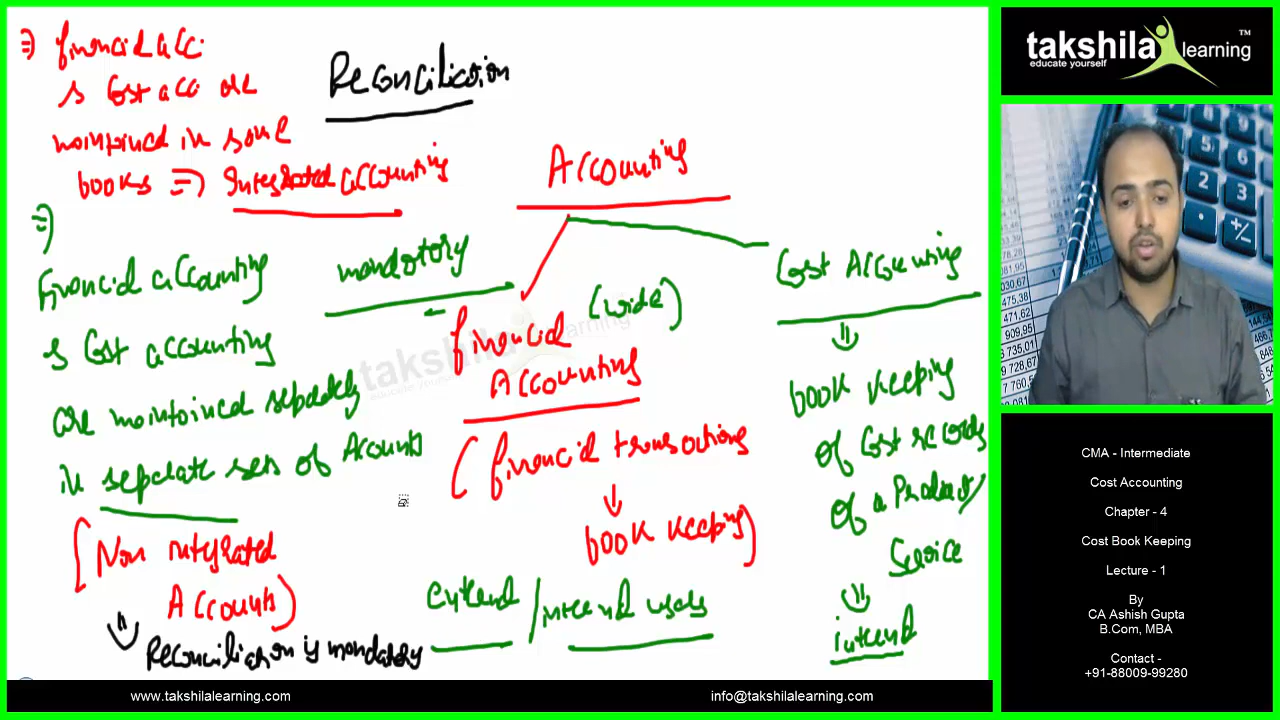 ⇒ financial acc
& Cost acc are
maintained in same
books ⇒ Integrated accounting
Reconciliation
Accounting
⇒
Financial accounting
& Cost accounting
are maintained separately
in separate sets of Accounts
[Non integrated
Accounts)
Reconciliation is mandatory
mandatory
financial (wide)
Accounting
(financial transactions
book keeping)
external / internal users
Cost Accounting
book keeping
of Cost records
of a Product/
Service
internal
takshila learning
takshila learning™
educate yourself
CMA - Intermediate
Cost Accounting
Chapter - 4
Cost Book Keeping
Lecture - 1
By
CA Ashish Gupta
B.Com, MBA
Contact -
+91-88009-99280
www.takshilalearning.com
info@takshilalearning.com